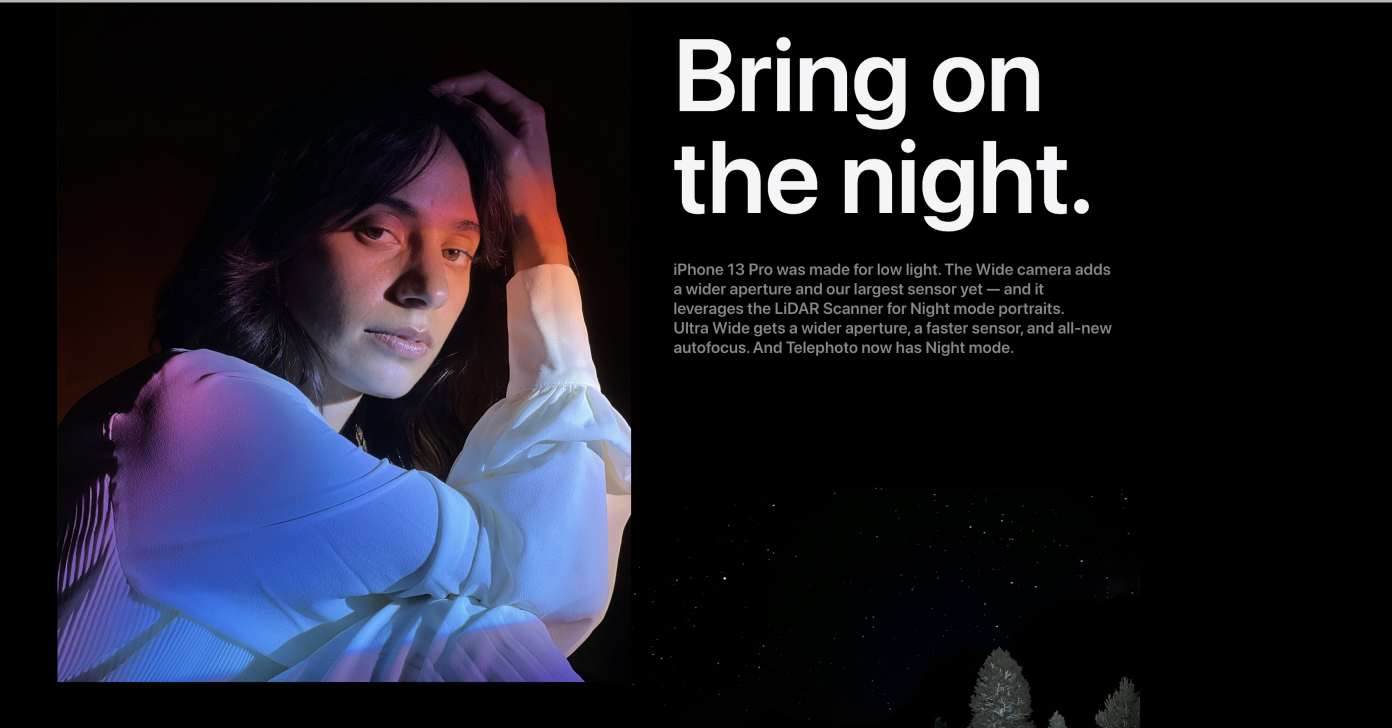 Bring on
the night.
iPhone 13 Pro was made for low light. The Wide camera adds
a wider aperture and our largest sensor yet — and it
leverages the LiDAR Scanner for Night mode portraits.
Ultra Wide gets a wider aperture, a faster sensor, and all-new
autofocus. And Telephoto now has Night mode.